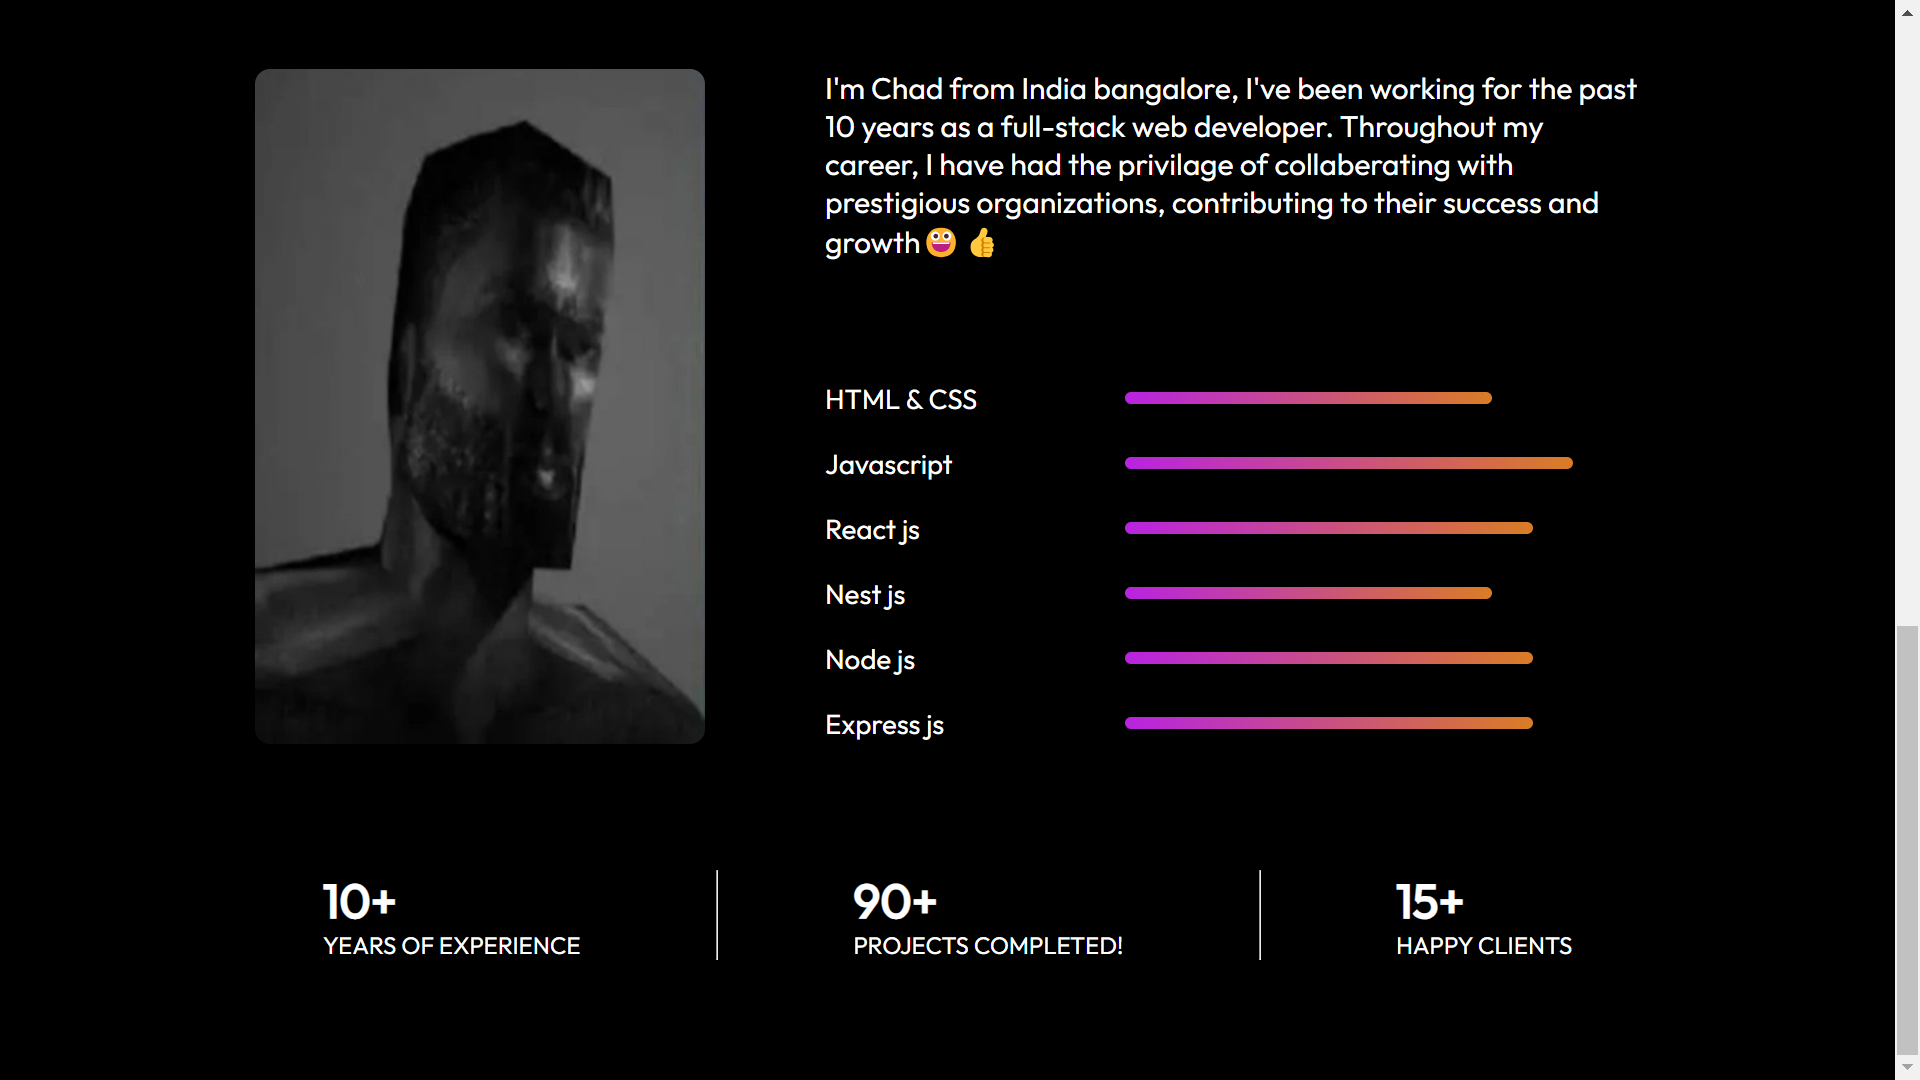 I'm Chad from India bangalore, I've been working for the past
10 years as a full-stack web developer. Throughout my
career, I have had the privilage of collaberating with
prestigious organizations, contributing to their success and
growth 😀 👍
HTML & CSS
Javascript
React js
Nest js
Node js
Express js
10+
YEARS OF EXPERIENCE
90+
PROJECTS COMPLETED!
15+
HAPPY CLIENTS